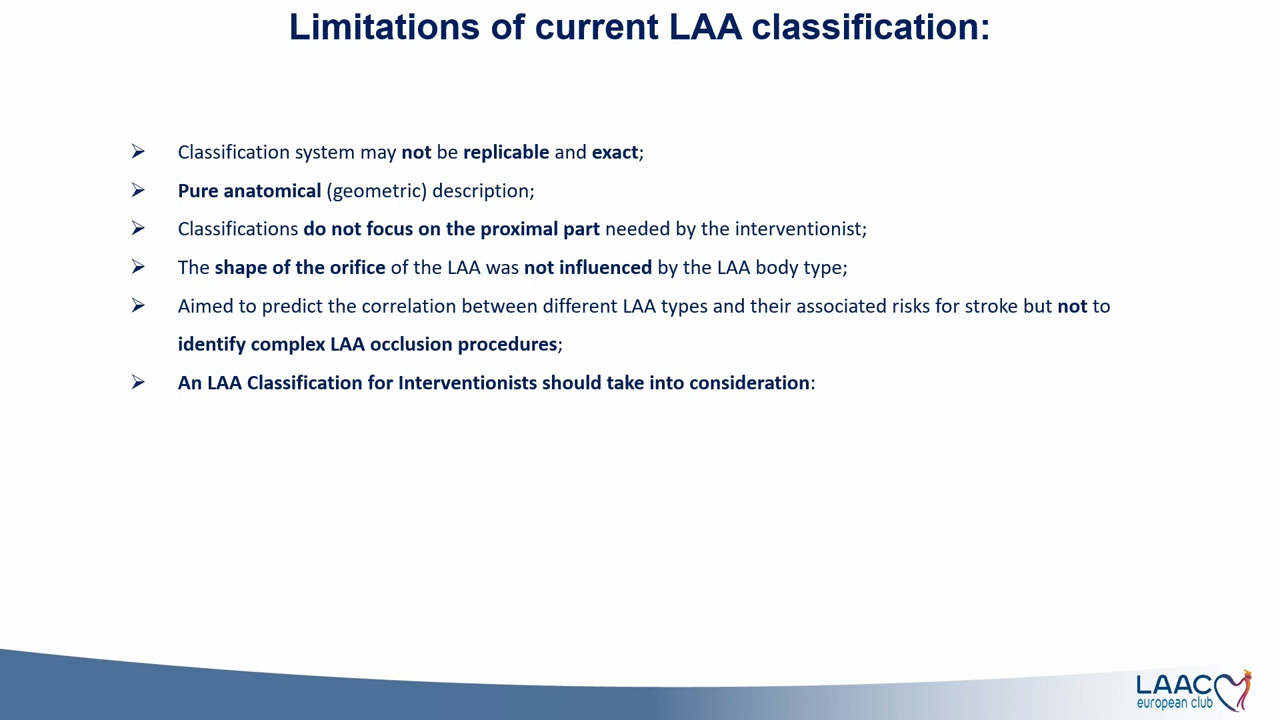 Limitations of current LAA classification:
➢ Classification system may not be replicable and exact;
➢ Pure anatomical (geometric) description;
➢ Classifications do not focus on the proximal part needed by the interventionist;
➢ The shape of the orifice of the LAA was not influenced by the LAA body type;
➢ Aimed to predict the correlation between different LAA types and their associated risks for stroke but not to
identify complex LAA occlusion procedures;
➢ An LAA Classification for Interventionists should take into consideration:
LAAC
european club